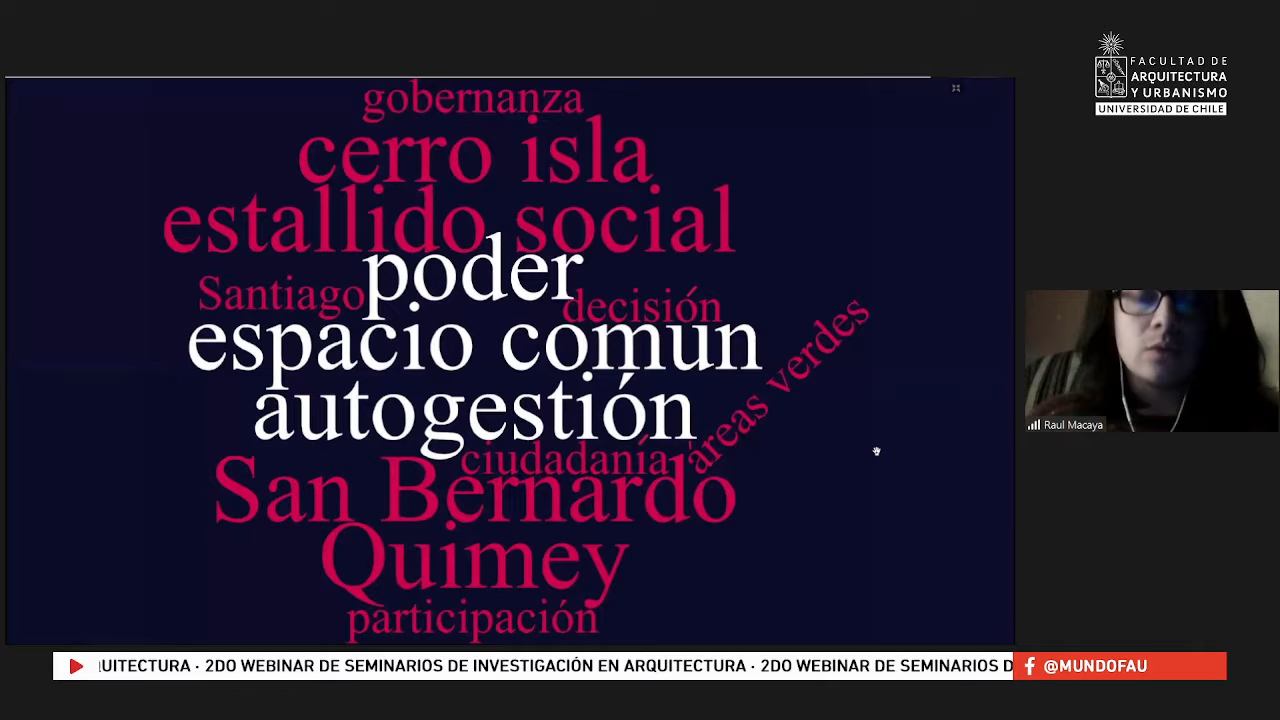 FACULTAD DE
ARQUITECTURA
Y URBANISMO
UNIVERSIDAD DE CHILE
gobernanza
cerro isla
estallido social
poder
Santiago
decisión
espacio comun
autogestión
áreas verdes
ciudadanía
San Bernardo
Quimey
participación
Raul Macaya
UITECTURA · 2DO WEBINAR DE SEMINARIOS DE INVESTIGACIÓN EN ARQUITECTURA · 2DO WEBINAR DE SEMINARIOS D
@MUNDOFAU